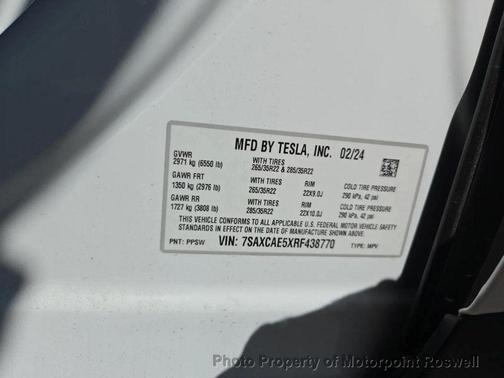 MFD BY TESLA, INC. 02/24
GVWR
2971 kg (6550 lb)
WITH TIRES
265/35R22 & 285/35R22
GAWR FRT
1350 kg (2976 lb)
WITH TIRES
265/35R22
RIM
22X9.0J
COLD TIRE PRESSURE
290 kPa, 42 psi
GAWR RR
1727 kg (3808 lb)
WITH TIRES
285/35R22
RIM
22X10.0J
COLD TIRE PRESSURE
290 kPa, 42 psi
THIS VEHICLE CONFORMS TO ALL APPLICABLE U.S. FEDERAL MOTOR VEHICLE SAFETY
STANDARDS IN EFFECT ON THE DATE OF MANUFACTURE SHOWN ABOVE.
PNT: PPSW VIN: 7SAXCAE5XRF438770 TYPE: MPV
Photo Property of Motorpoint Roswell